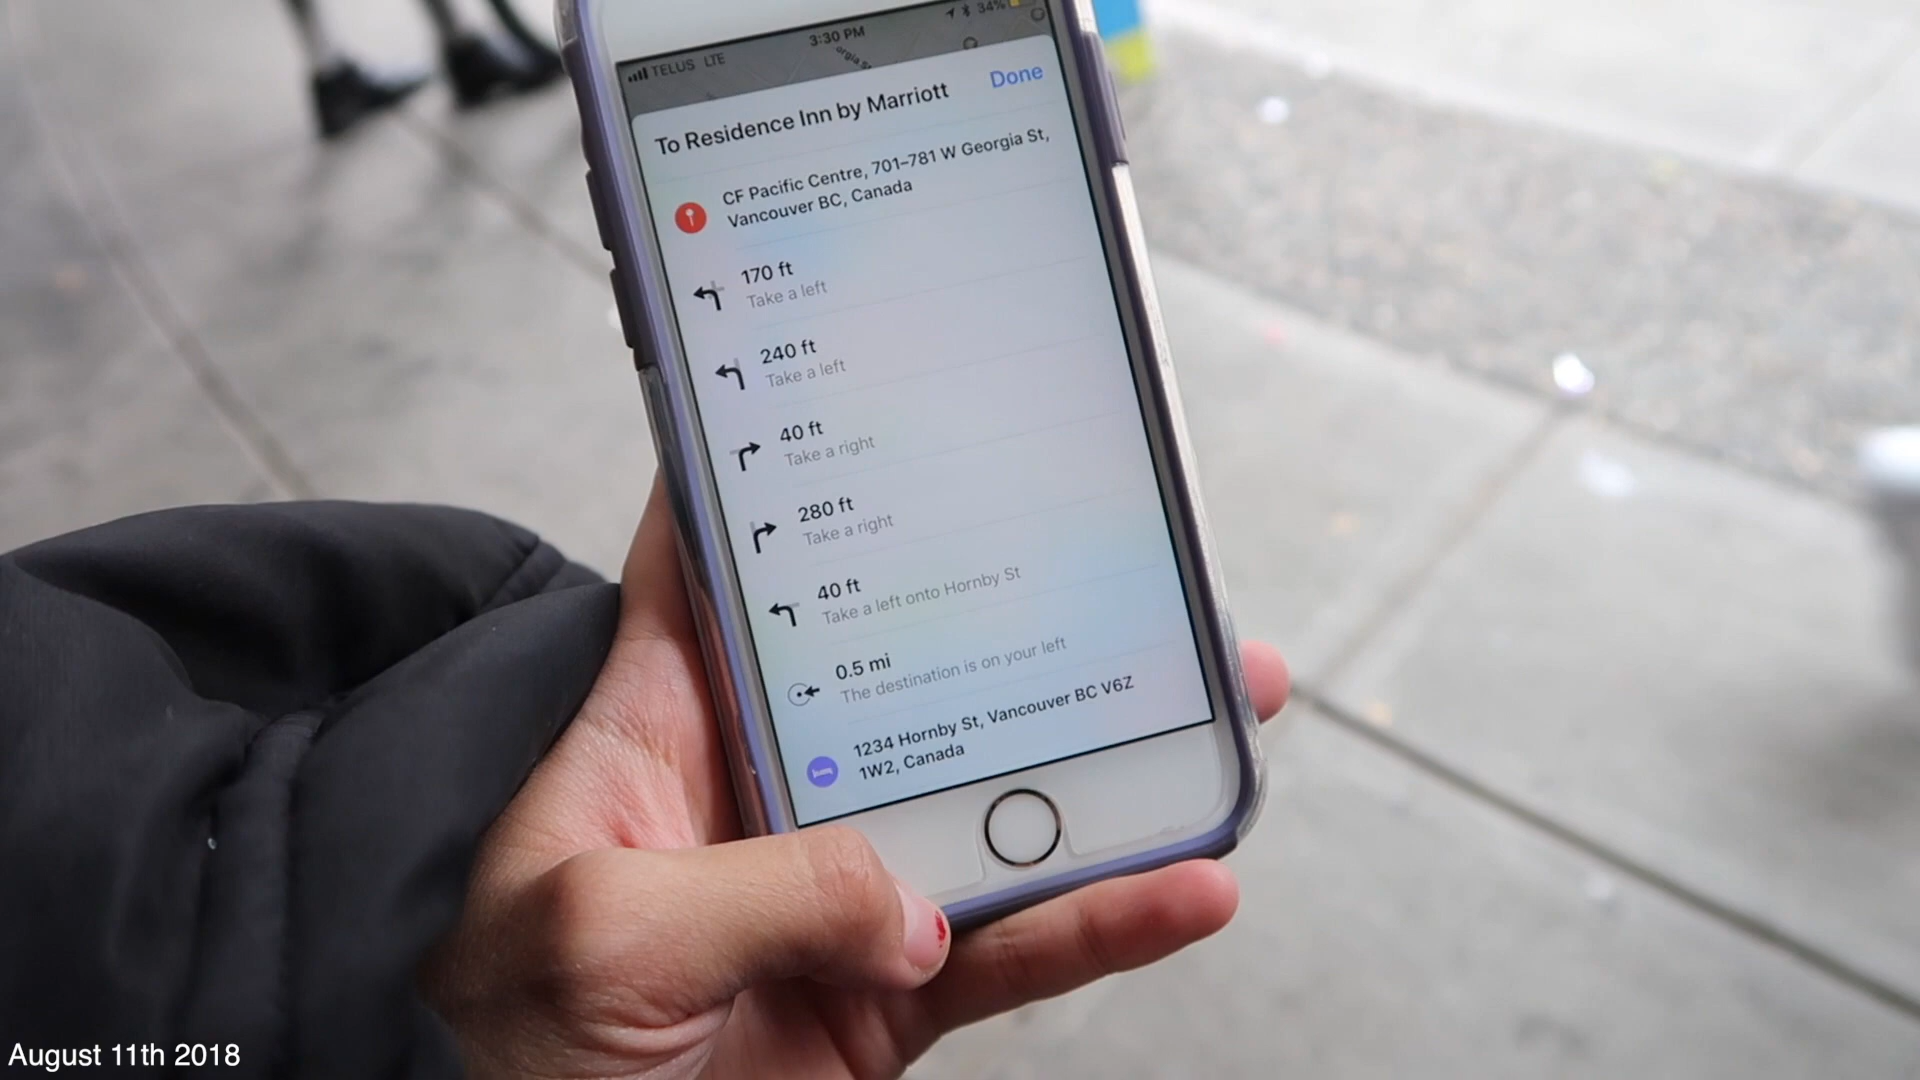 TELUS LTE
3:30 PM
34%
orgia S
To Residence Inn by Marriott
Done
CF Pacific Centre, 701–781 W Georgia St,
Vancouver BC, Canada
170 ft
Take a left
240 ft
Take a left
40 ft
Take a right
280 ft
Take a right
40 ft
Take a left onto Hornby St
0.5 mi
The destination is on your left
1234 Hornby St, Vancouver BC V6Z
1W2, Canada
August 11th 2018